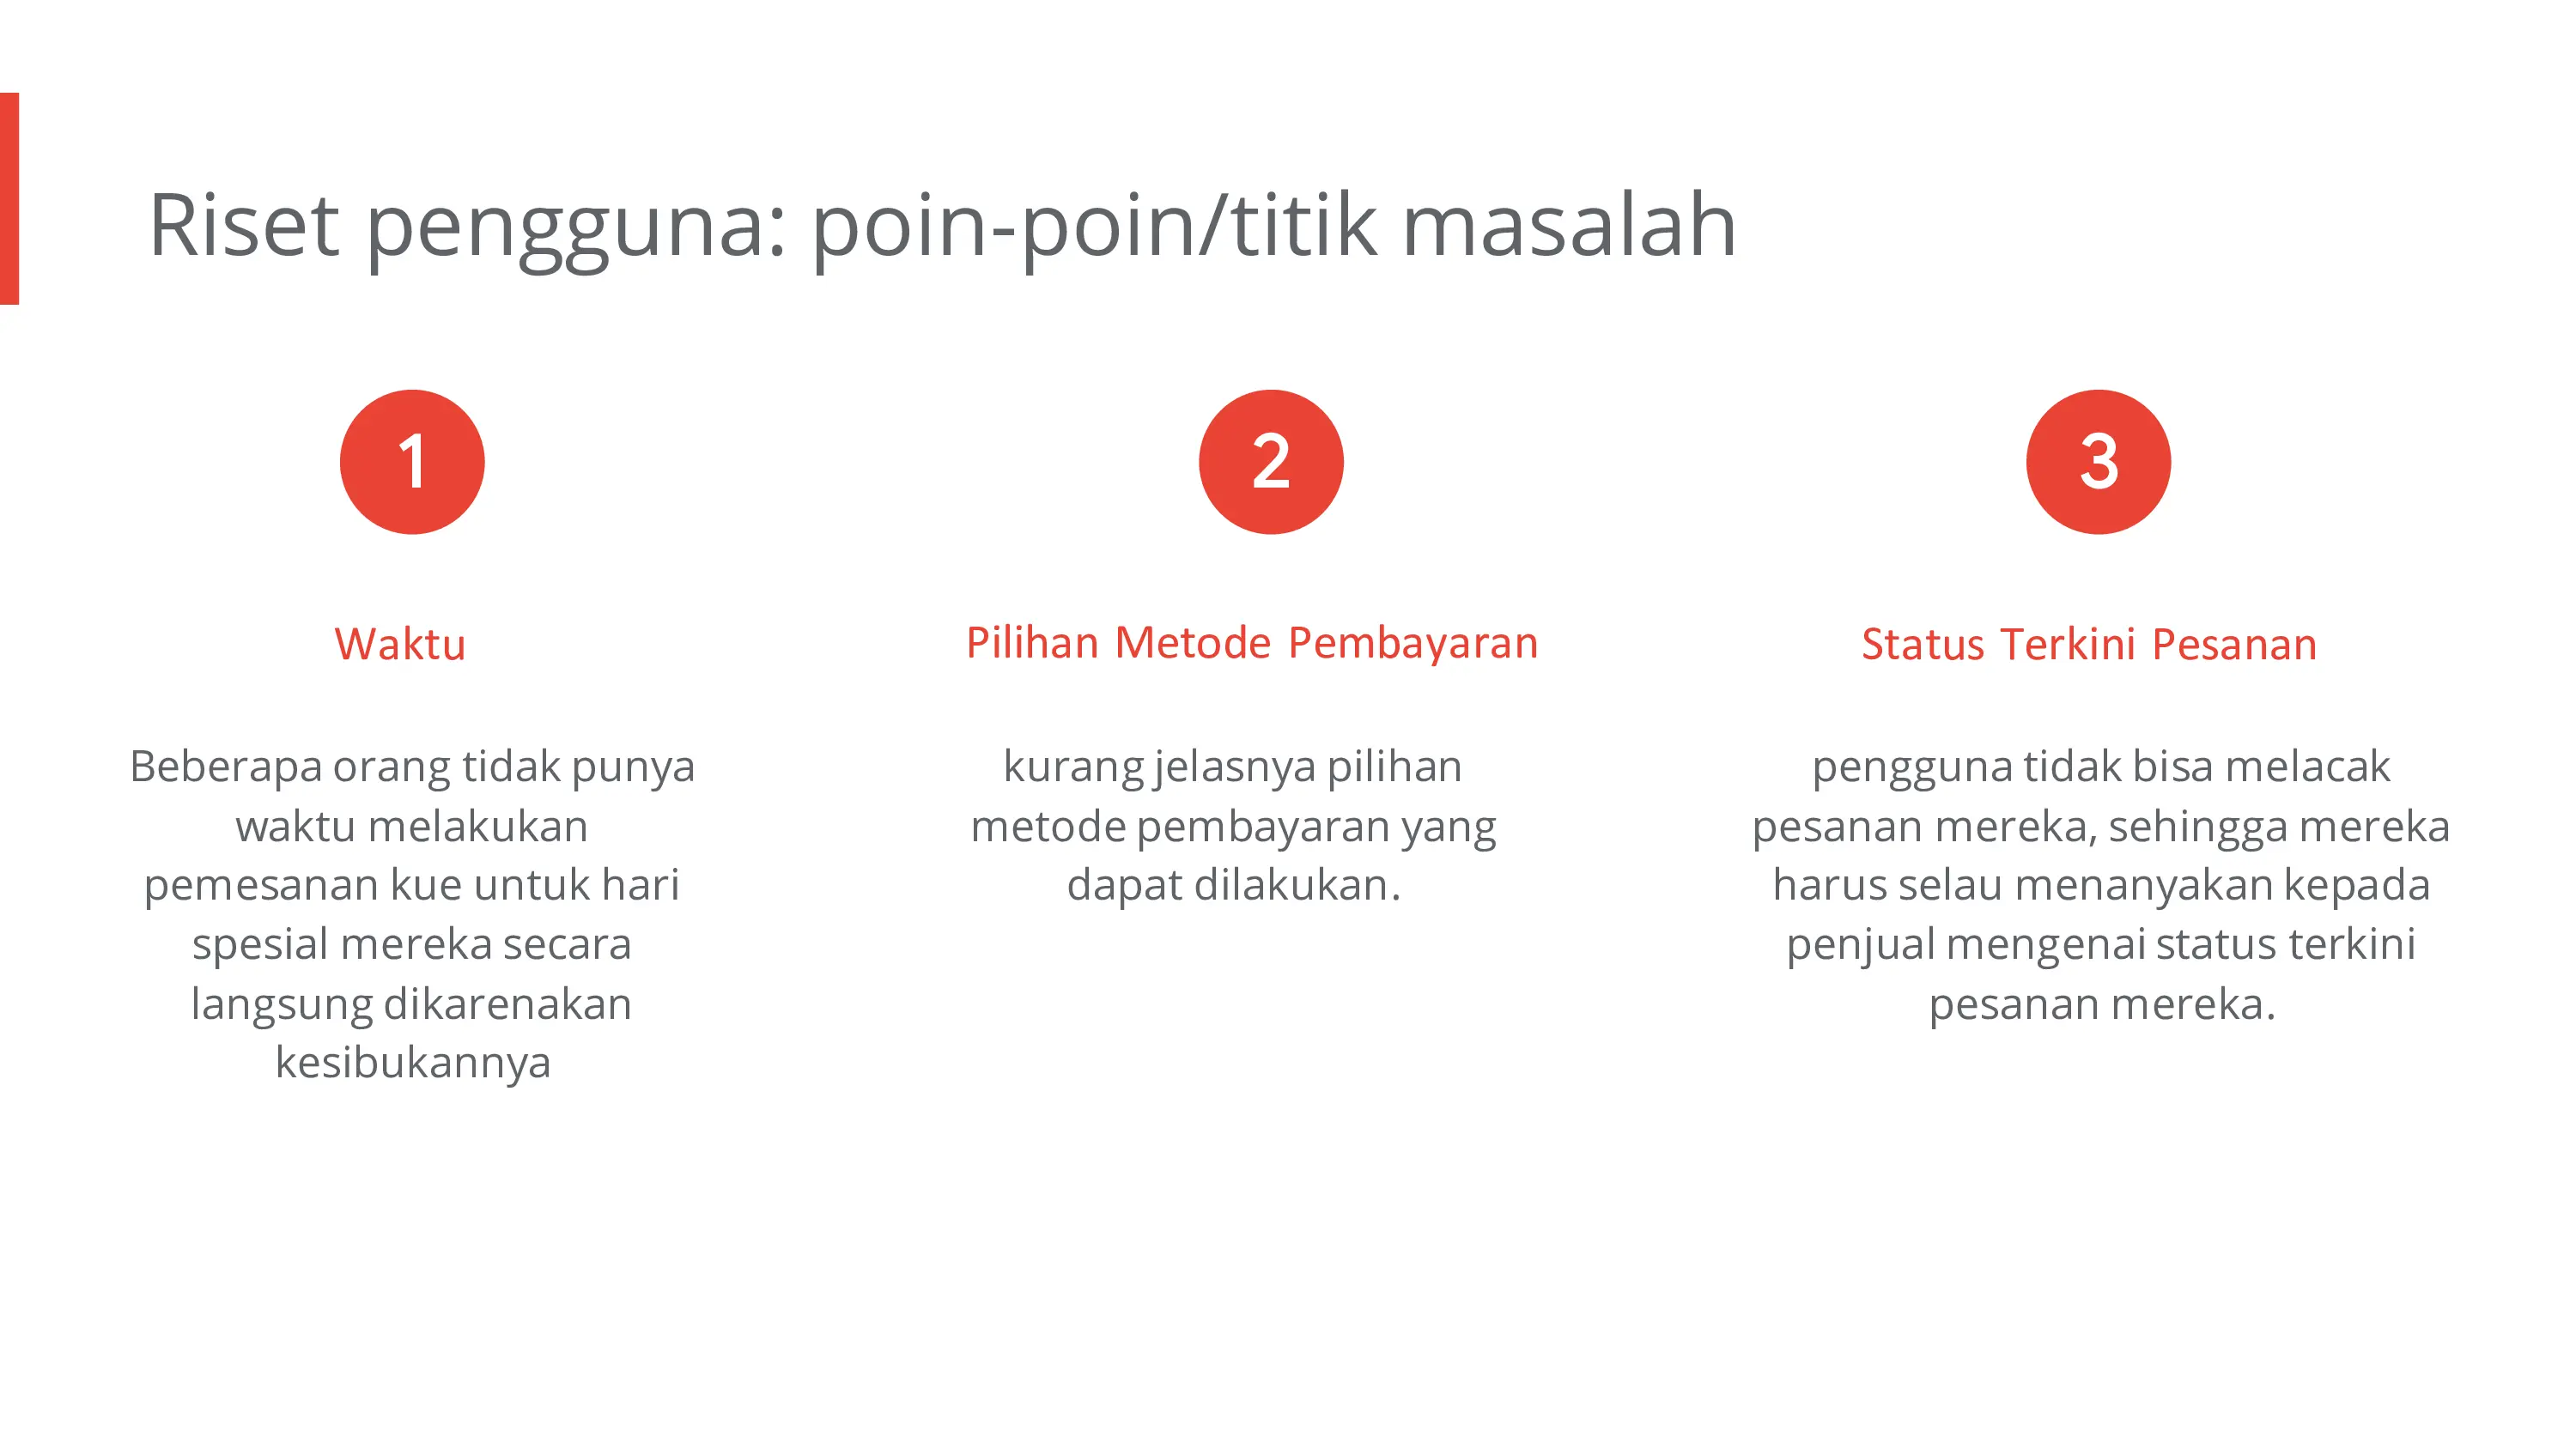 Riset pengguna: poin-poin/titik masalah
1
Waktu
Beberapa orang tidak punya
waktu melakukan
pemesanan kue untuk hari
spesial mereka secara
langsung dikarenakan
kesibukannya
2
Pilihan Metode Pembayaran
kurang jelasnya pilihan
metode pembayaran yang
dapat dilakukan.
3
Status Terkini Pesanan
pengguna tidak bisa melacak
pesanan mereka, sehingga mereka
harus selau menanyakan kepada
penjual mengenai status terkini
pesanan mereka.